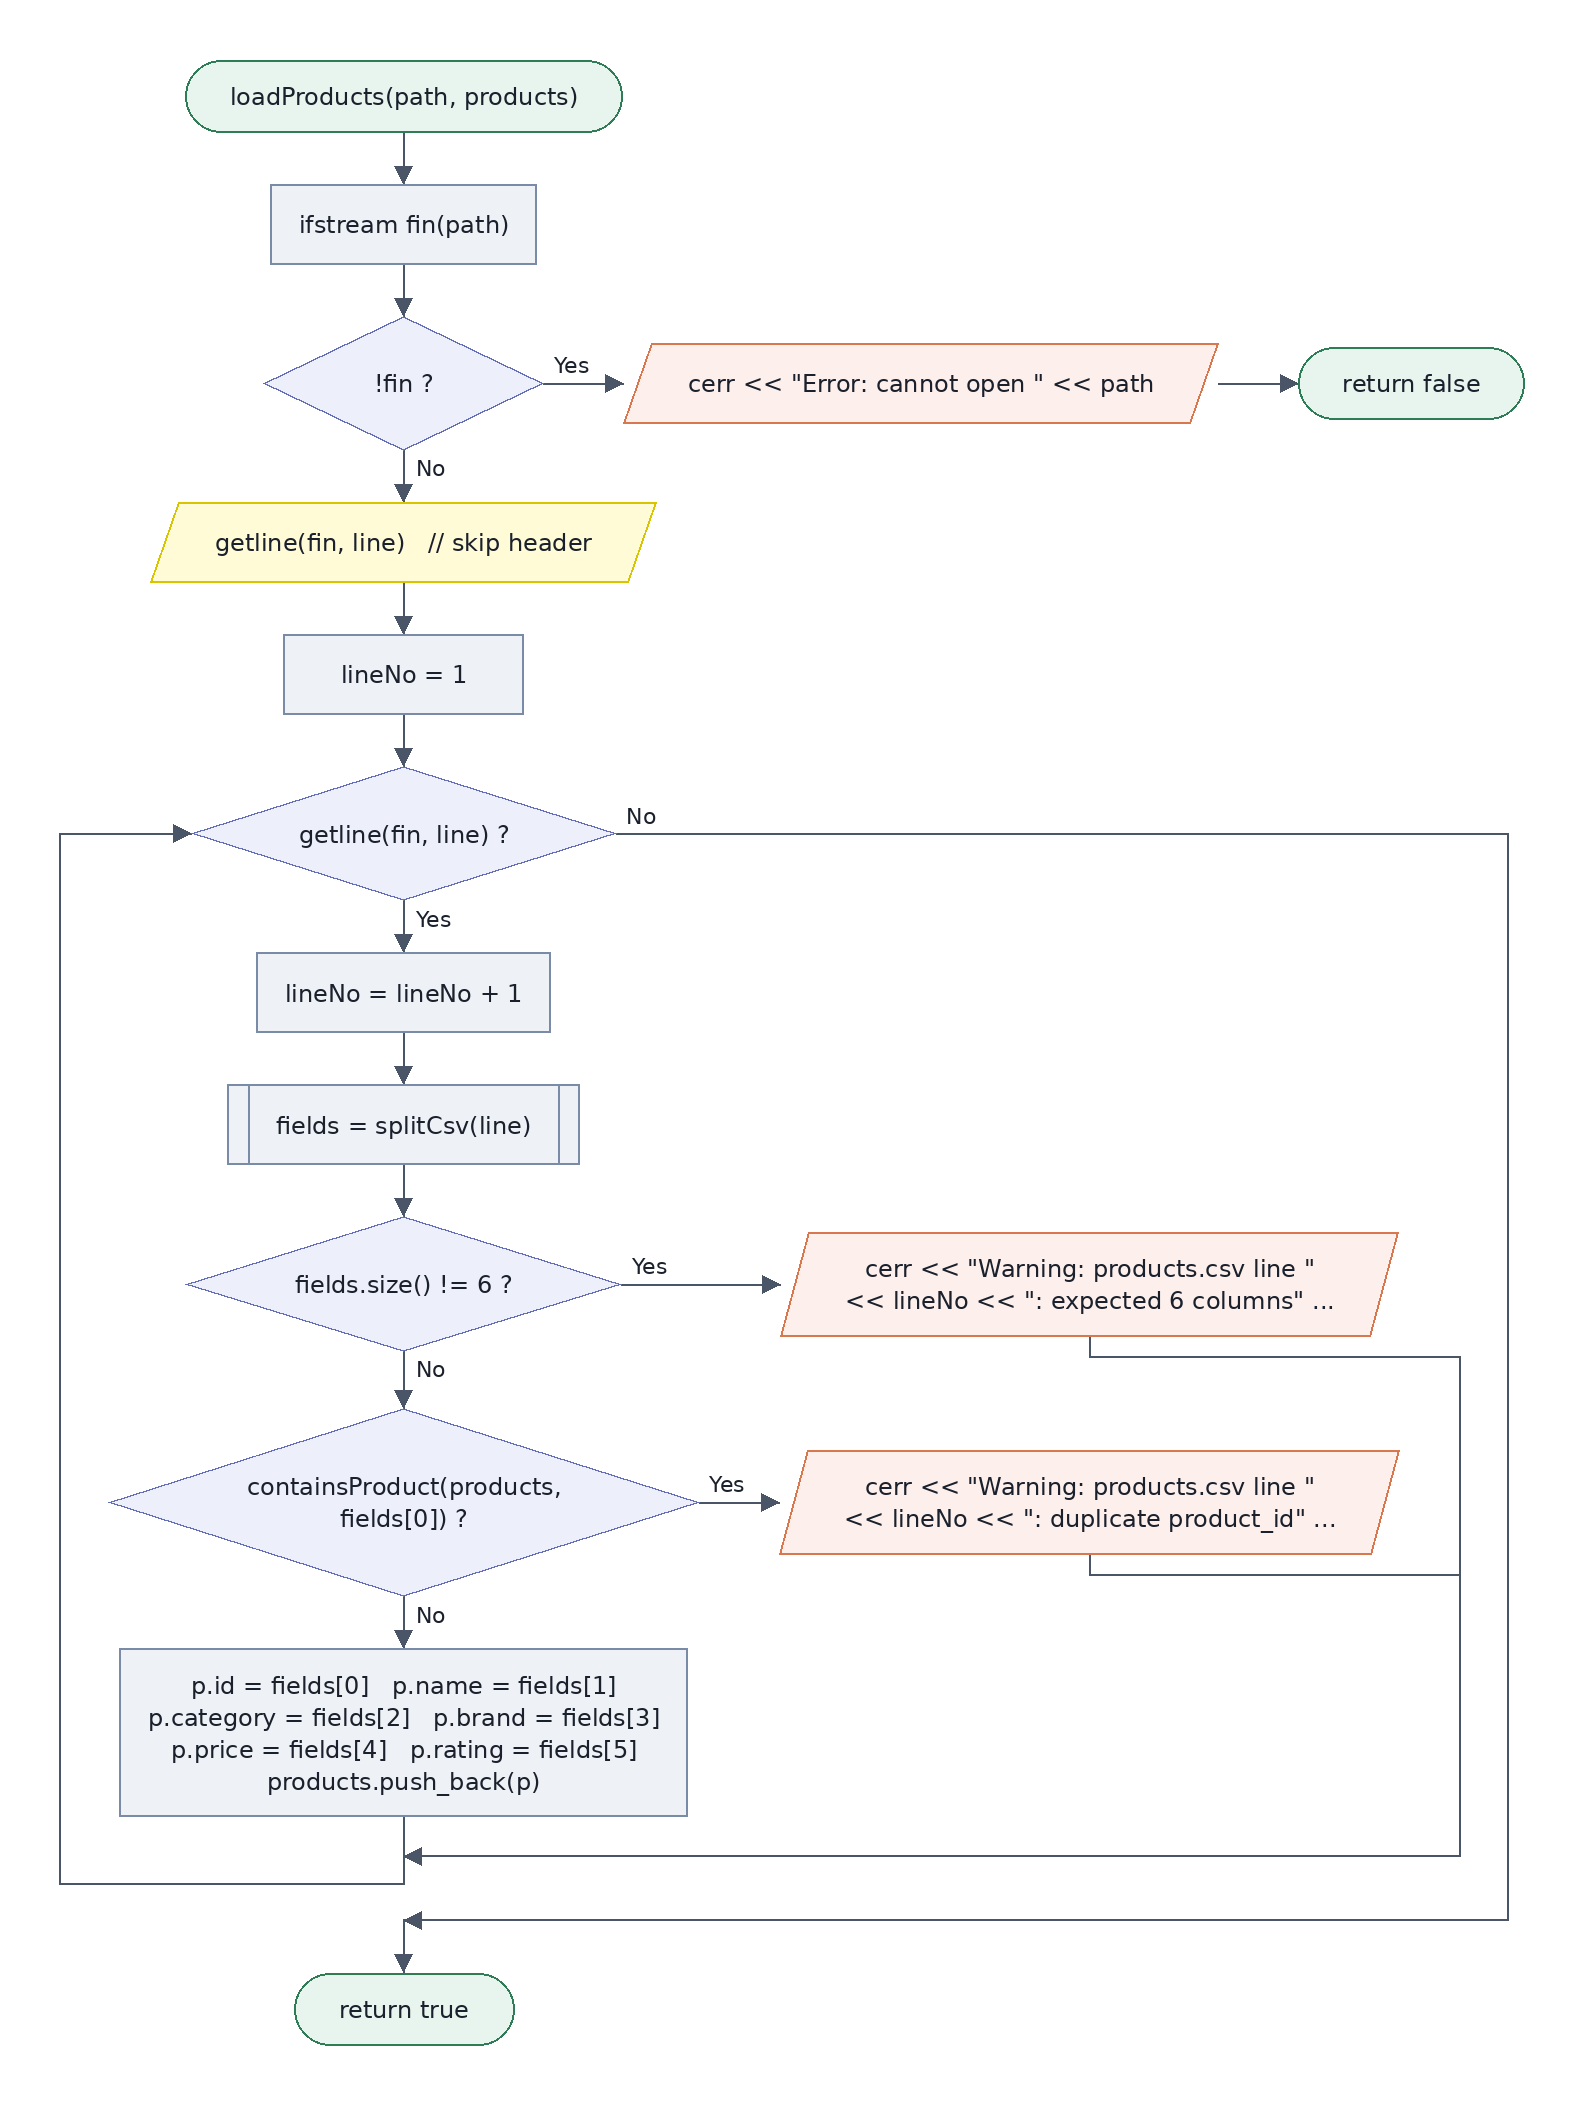 loadProducts(path, products)
ifstream fin(path)
!fin ?
Yes
cerr << "Error: cannot open " << path
return false
No
getline(fin, line)   // skip header
lineNo = 1
getline(fin, line) ?
No
Yes
lineNo = lineNo + 1
fields = splitCsv(line)
fields.size() != 6 ?
Yes
cerr << "Warning: products.csv line "
<< lineNo << ": expected 6 columns" ...
No
containsProduct(products,
fields[0]) ?
Yes
cerr << "Warning: products.csv line "
<< lineNo << ": duplicate product_id" ...
No
p.id = fields[0]   p.name = fields[1]
p.category = fields[2]   p.brand = fields[3]
p.price = fields[4]   p.rating = fields[5]
products.push_back(p)
return true